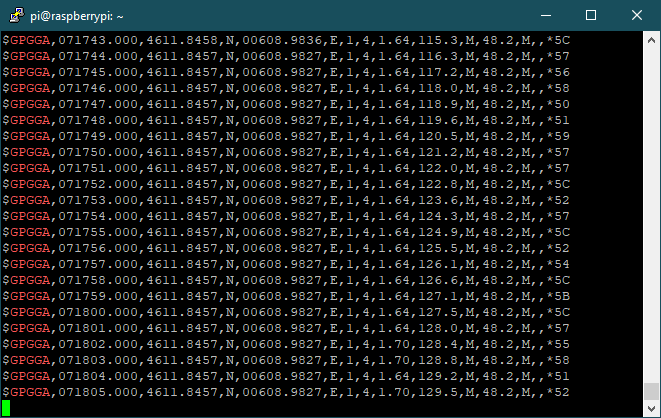 pi@raspberrypi: ~
$GPGGA,071743.000,4611.8458,N,00608.9836,E,1,4,1.64,115.3,M,48.2,M,,*5C
$GPGGA,071744.000,4611.8457,N,00608.9827,E,1,4,1.64,116.3,M,48.2,M,,*57
$GPGGA,071745.000,4611.8457,N,00608.9827,E,1,4,1.64,117.2,M,48.2,M,,*56
$GPGGA,071746.000,4611.8457,N,00608.9827,E,1,4,1.64,118.0,M,48.2,M,,*58
$GPGGA,071747.000,4611.8457,N,00608.9827,E,1,4,1.64,118.9,M,48.2,M,,*50
$GPGGA,071748.000,4611.8457,N,00608.9827,E,1,4,1.64,119.6,M,48.2,M,,*51
$GPGGA,071749.000,4611.8457,N,00608.9827,E,1,4,1.64,120.5,M,48.2,M,,*59
$GPGGA,071750.000,4611.8457,N,00608.9827,E,1,4,1.64,121.2,M,48.2,M,,*57
$GPGGA,071751.000,4611.8457,N,00608.9827,E,1,4,1.64,122.0,M,48.2,M,,*57
$GPGGA,071752.000,4611.8457,N,00608.9827,E,1,4,1.64,122.8,M,48.2,M,,*5C
$GPGGA,071753.000,4611.8457,N,00608.9827,E,1,4,1.64,123.6,M,48.2,M,,*52
$GPGGA,071754.000,4611.8457,N,00608.9827,E,1,4,1.64,124.3,M,48.2,M,,*57
$GPGGA,071755.000,4611.8457,N,00608.9827,E,1,4,1.64,124.9,M,48.2,M,,*5C
$GPGGA,071756.000,4611.8457,N,00608.9827,E,1,4,1.64,125.5,M,48.2,M,,*52
$GPGGA,071757.000,4611.8457,N,00608.9827,E,1,4,1.64,126.1,M,48.2,M,,*54
$GPGGA,071758.000,4611.8457,N,00608.9827,E,1,4,1.64,126.6,M,48.2,M,,*5C
$GPGGA,071759.000,4611.8457,N,00608.9827,E,1,4,1.64,127.1,M,48.2,M,,*5B
$GPGGA,071800.000,4611.8457,N,00608.9827,E,1,4,1.64,127.5,M,48.2,M,,*5C
$GPGGA,071801.000,4611.8457,N,00608.9827,E,1,4,1.64,128.0,M,48.2,M,,*57
$GPGGA,071802.000,4611.8457,N,00608.9827,E,1,4,1.70,128.4,M,48.2,M,,*55
$GPGGA,071803.000,4611.8457,N,00608.9827,E,1,4,1.70,128.8,M,48.2,M,,*58
$GPGGA,071804.000,4611.8457,N,00608.9827,E,1,4,1.64,129.2,M,48.2,M,,*51
$GPGGA,071805.000,4611.8457,N,00608.9827,E,1,4,1.70,129.5,M,48.2,M,,*52